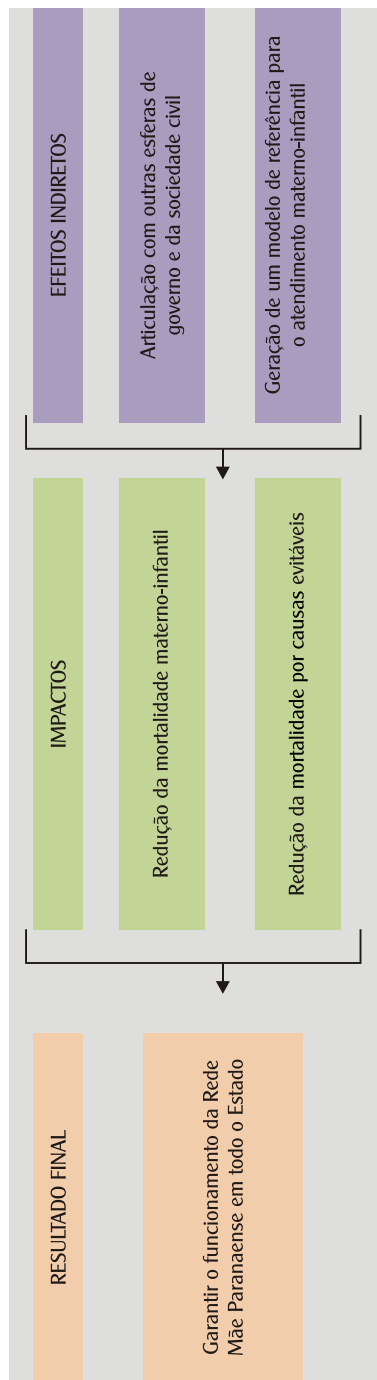 RESULTADO FINAL
Garantir o funcionamento da Rede
Mãe Paranaense em todo o Estado
IMPACTOS
Redução da mortalidade materno-infantil
Redução da mortalidade por causas evitáveis
EFEITOS INDIRETOS
Articulação com outras esferas de
governo e da sociedade civil
Geração de um modelo de referência para
o atendimento materno-infantil